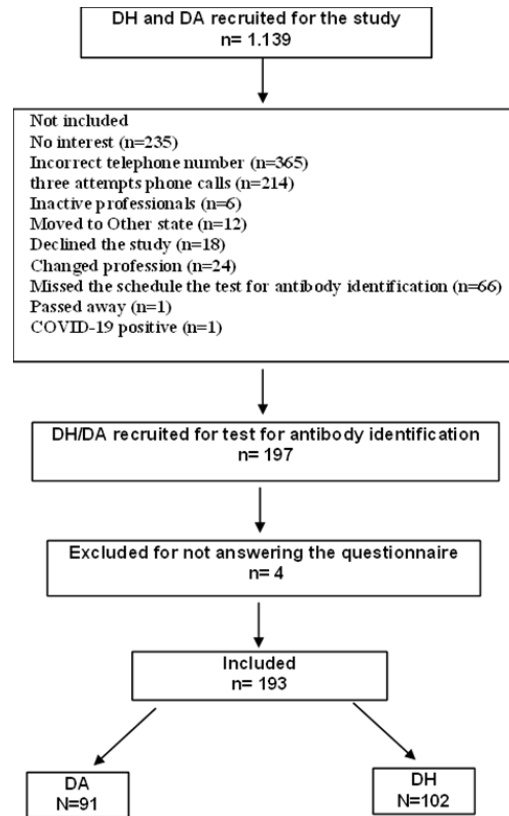 DH and DA recruited for the study
n= 1.139
Not included
No interest (n=235)
Incorrect telephone number (n=365)
three attempts phone calls (n=214)
Inactive professionals (n=6)
Moved to Other state (n=12)
Declined the study (n=18)
Changed profession (n=24)
Missed the schedule the test for antibody identification (n=66)
Passed away (n=1)
COVID-19 positive (n=1)
DH/DA recruited for test for antibody identification
n= 197
Excluded for not answering the questionnaire
n= 4
Included
n= 193
DA
N=91
DH
N=102